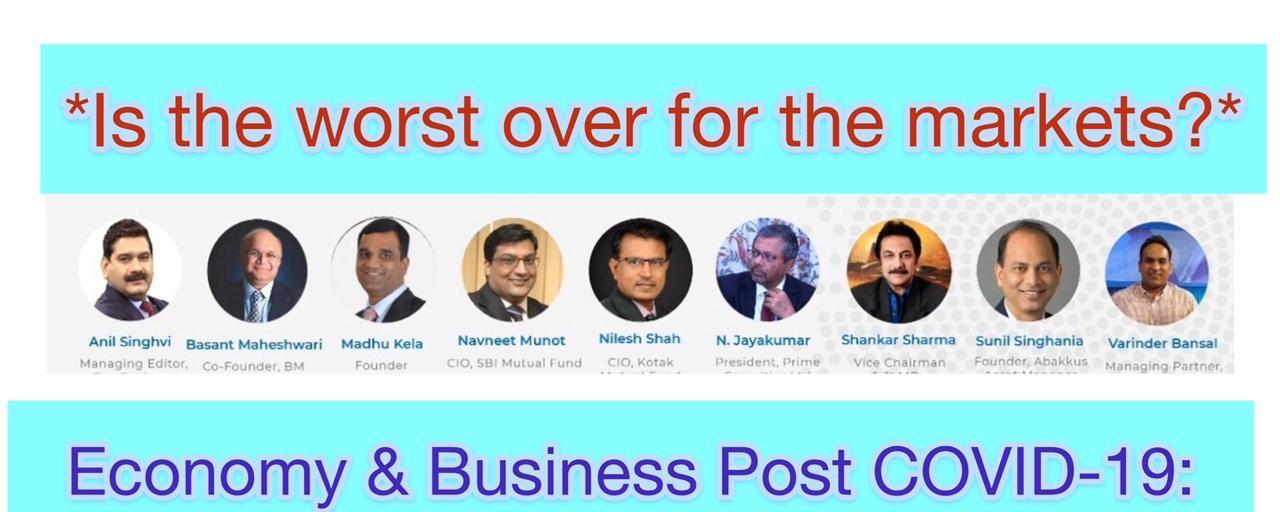 *Is the worst over for the markets?*
Anil Singhvi Basant Maheshwari Madhu Kela Navneet Munot Nilesh Shah N. Jayakumar Shankar Sharma Sunil Singhania Varinder Bansal
Managing Editor, Co-Founder, BM Founder CIO, SBI Mutual Fund CIO, Kotak President, Prime Vice Chairman Founder, Abakkus Managing Partner,
Economy & Business Post COVID-19: